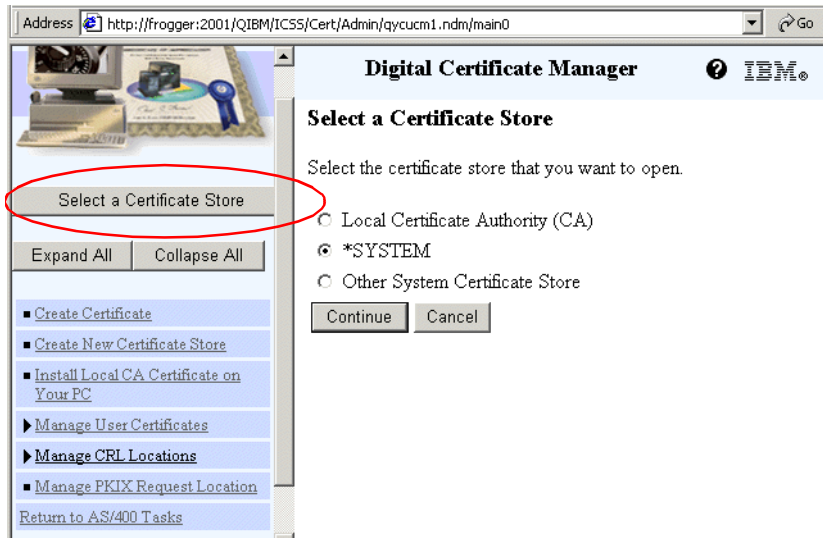 Address http://frogger:2001/QIBM/ICSS/Cert/Admin/qycucm1.ndm/main0 Go
Digital Certificate Manager
IBM®
Select a Certificate Store
Select a Certificate Store
Select the certificate store that you want to open.
Local Certificate Authority (CA)
*SYSTEM
Other System Certificate Store
Continue Cancel
Expand All Collapse All
Create Certificate
Create New Certificate Store
Install Local CA Certificate on
Your PC
Manage User Certificates
Manage CRL Locations
Manage PKIX Request Location
Return to AS/400 Tasks